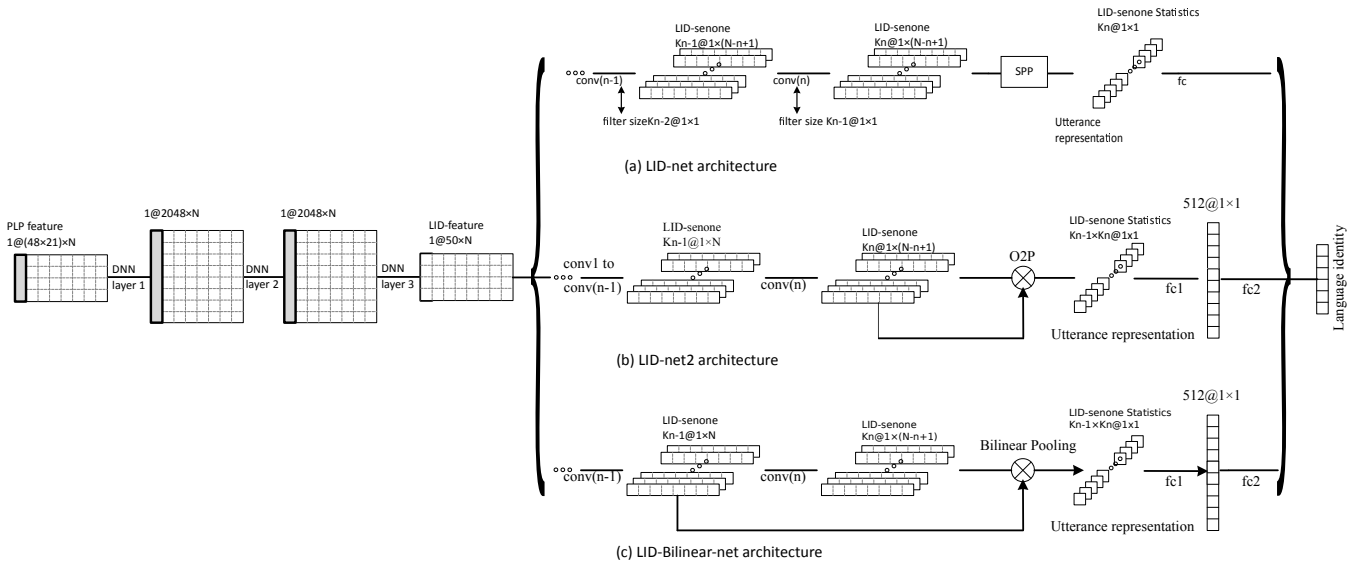 PLP feature
1@(48×21)×N
DNN
layer 1
1@2048×N
DNN
layer 2
1@2048×N
DNN
layer 3
LID-feature
1@50×N
conv(n-1)
filter sizeKn-2@1×1
LID-senone
Kn-1@1×(N-n+1)
conv(n)
filter size Kn-1@1×1
LID-senone
Kn@1×(N-n+1)
SPP
LID-senone Statistics
Kn@1×1
Utterance
representation
fc
(a) LID-net architecture
conv1 to
conv(n-1)
LID-senone
Kn-1@1×N
conv(n)
LID-senone
Kn@1×(N-n+1)
O2P
LID-senone Statistics
Kn-1×Kn@1x1
Utterance representation
fc1
512@1×1
fc2
(b) LID-net2 architecture
conv(n-1)
LID-senone
Kn-1@1×N
conv(n)
LID-senone
Kn@1×(N-n+1)
Bilinear Pooling
LID-senone Statistics
Kn-1×Kn@1x1
Utterance representation
fc1
512@1×1
fc2
(c) LID-Bilinear-net architecture
Language identity